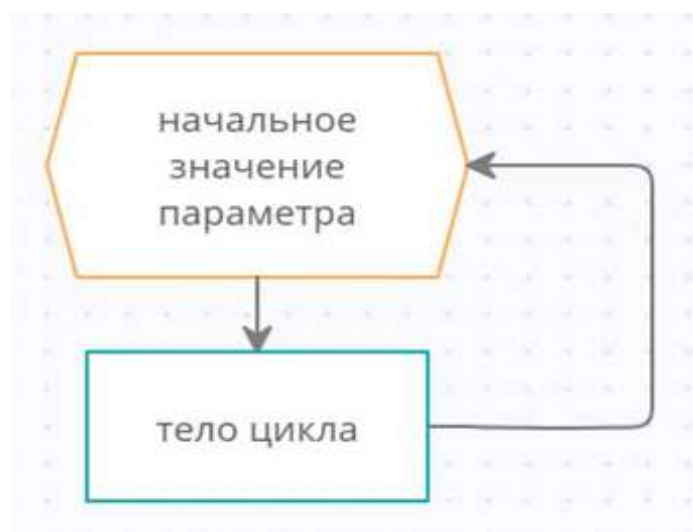 начальное
значение
параметра
тело цикла